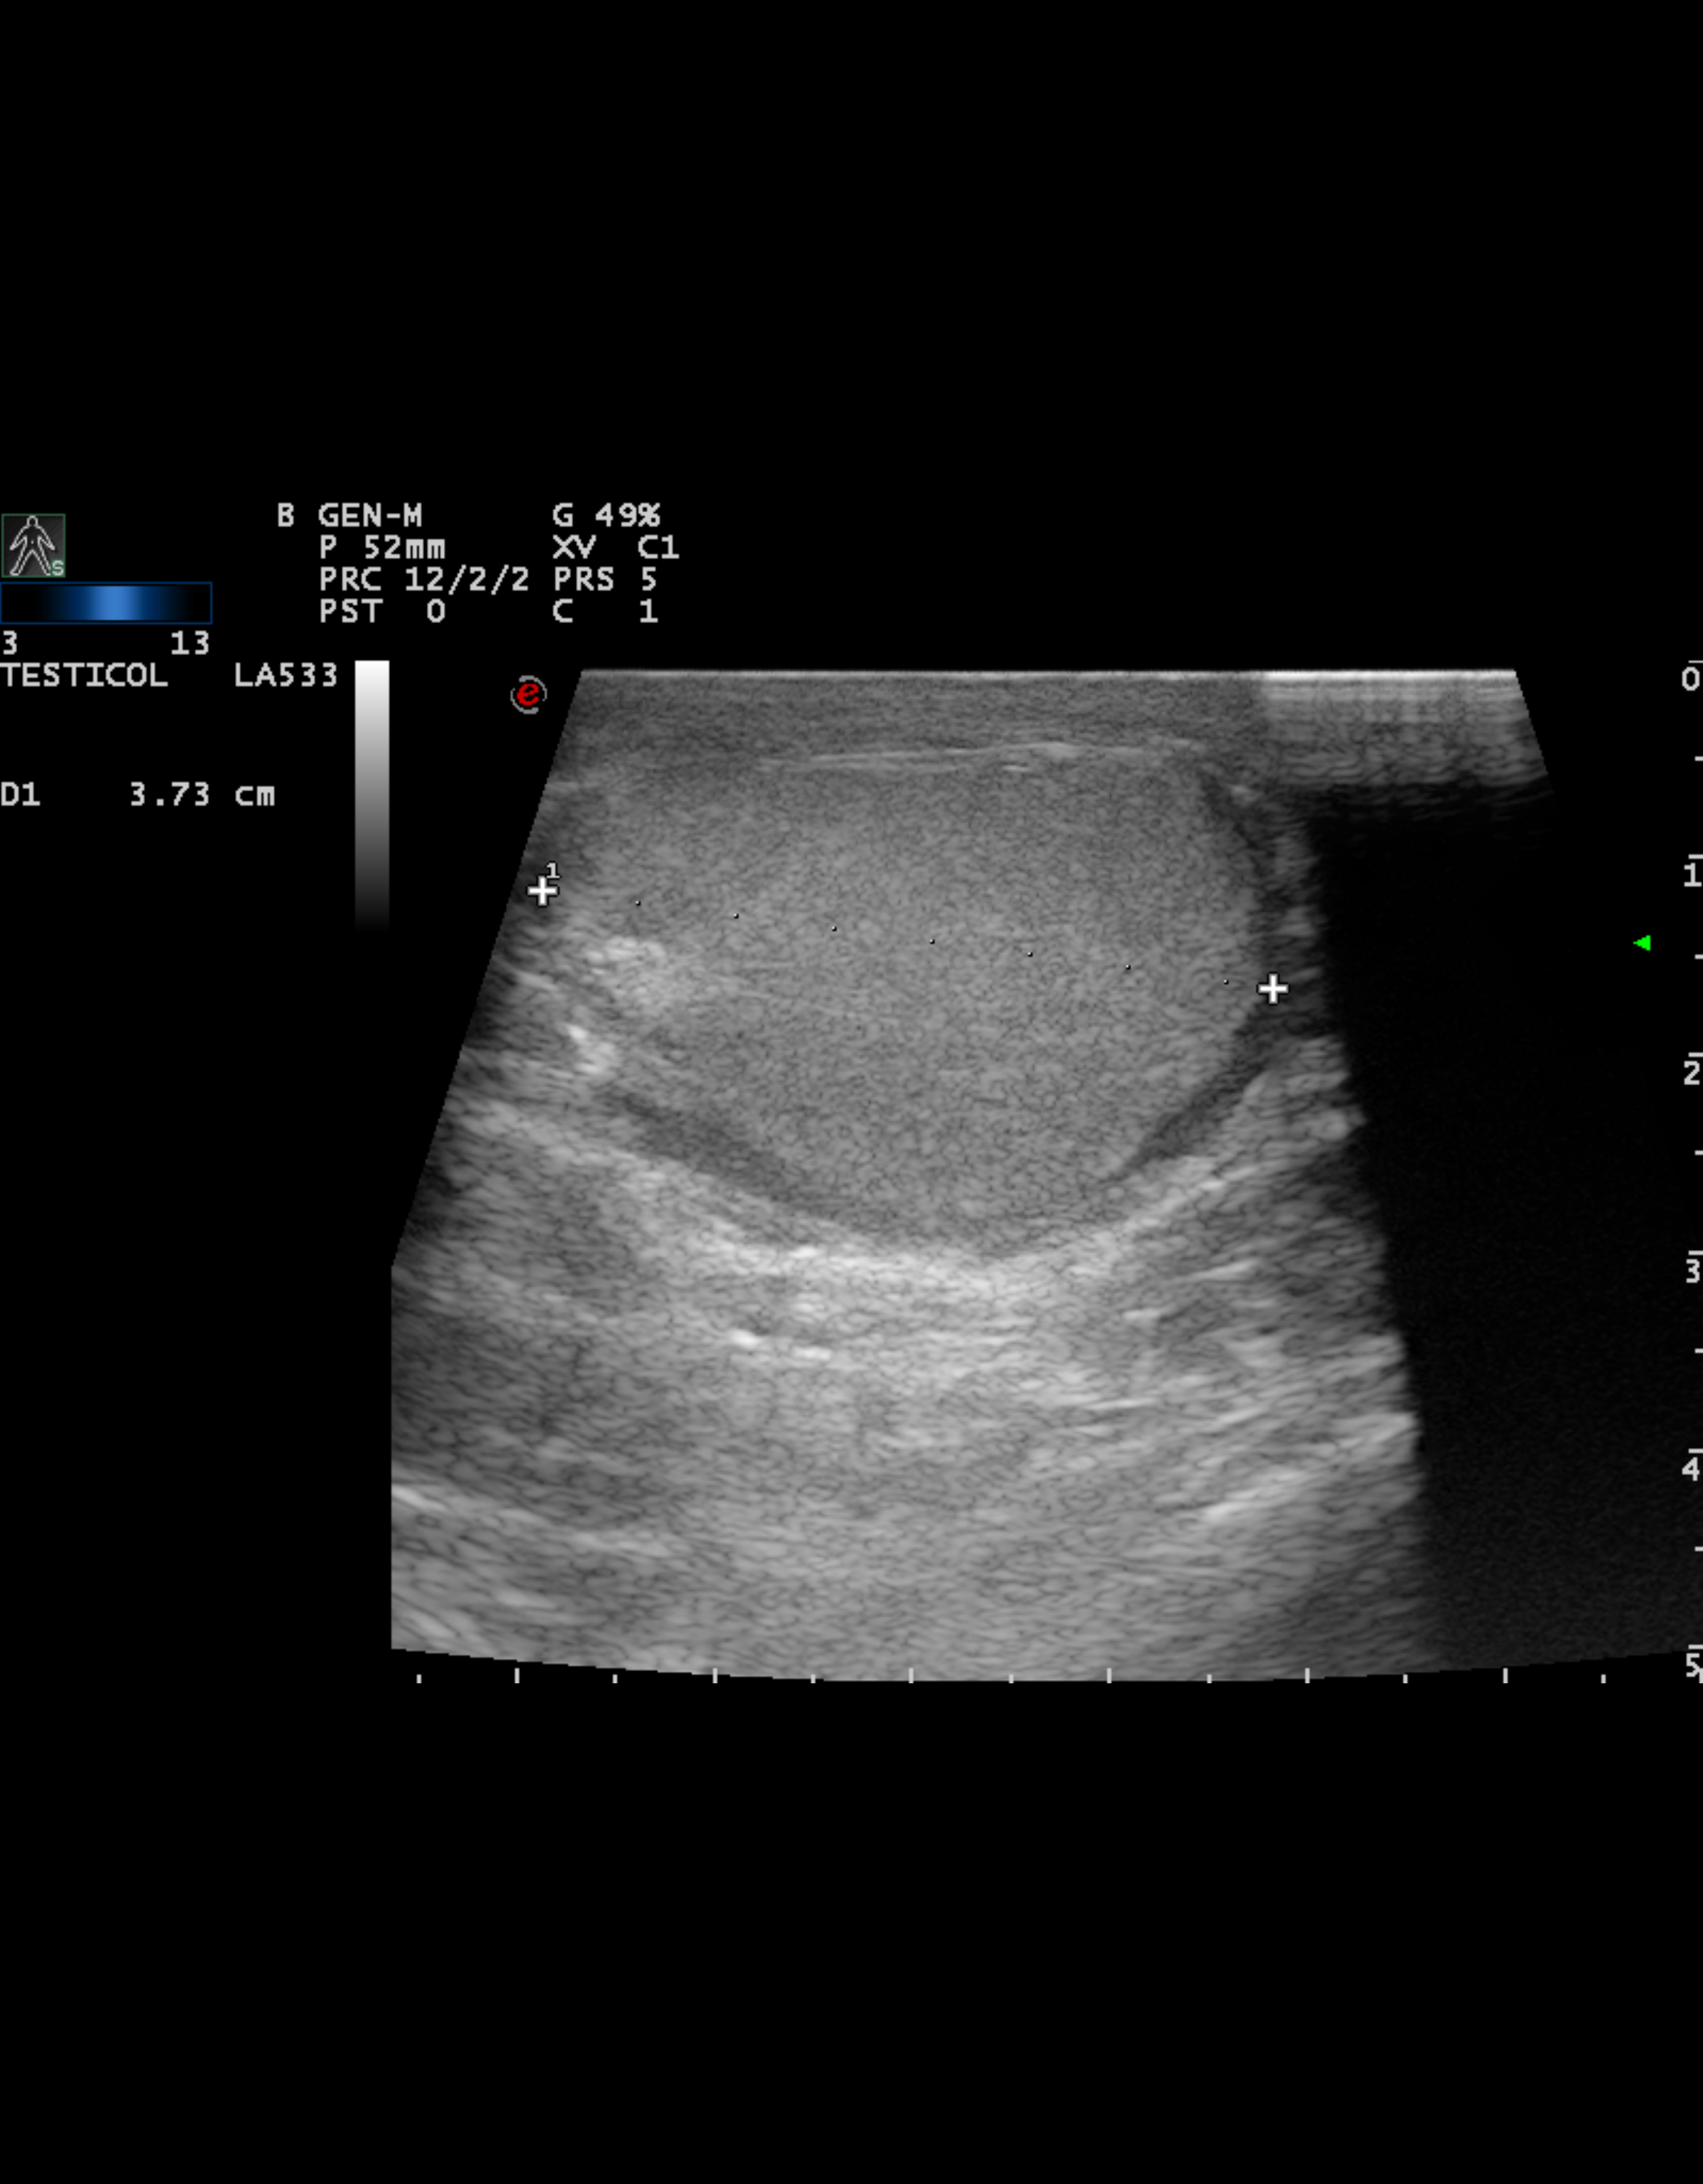 B GEN-M G 49%
P 52mm XV C1
PRC 12/2/2 PRS 5
PST 0 C 1
S
3 13
TESTICOL LA533
e
D1 3.73 cm
1
0
1
2
3
4
5